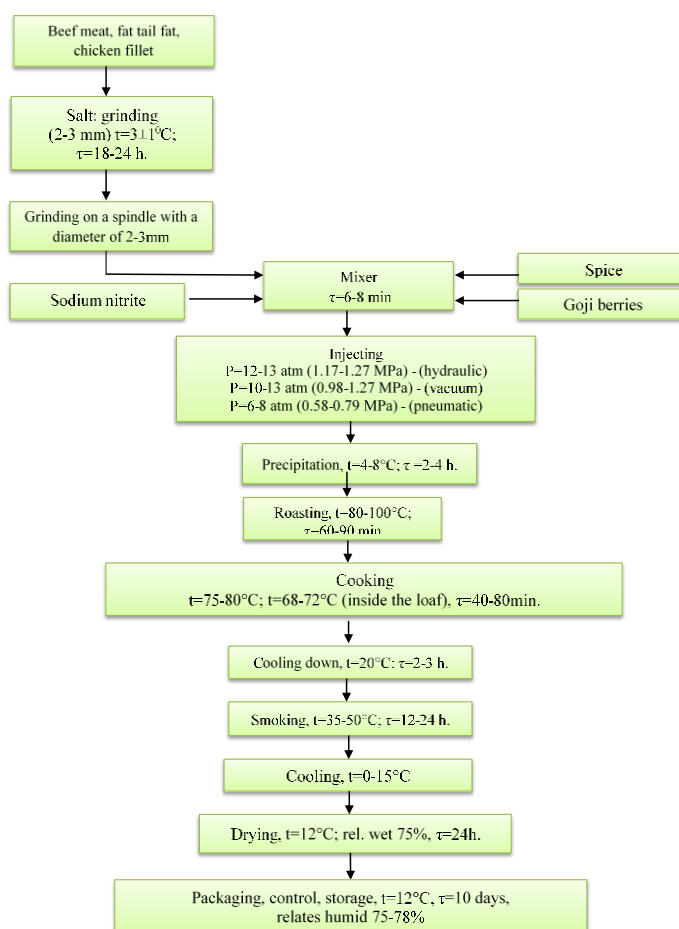 Beef meat, fat tail fat,
chicken fillet
Salt: grinding
(2-3 mm) t=3±1⁰C;
τ=18-24 h.
Grinding on a spindle with a
diameter of 2-3mm
Mixer
τ=6-8 min
Spice
Sodium nitrite
Goji berries
Injecting
P=12-13 atm (1.17-1.27 MPa) - (hydraulic)
P=10-13 atm (0.98-1.27 MPa) - (vacuum)
P=6-8 atm (0.58-0.79 MPa) - (pneumatic)
Precipitation, t=4-8°C; τ =2-4 h.
Roasting, t=80-100°C;
τ=60-90 min
Cooking
t=75-80°C; t=68-72°C (inside the loaf), τ=40-80min.
Cooling down, t=20°C: τ=2-3 h.
Smoking, t=35-50°C; τ=12-24 h.
Cooling, t=0-15°C
Drying, t=12°C; rel. wet 75%, τ=24h.
Packaging, control, storage, t=12°C, τ=10 days,
relates humid 75-78%